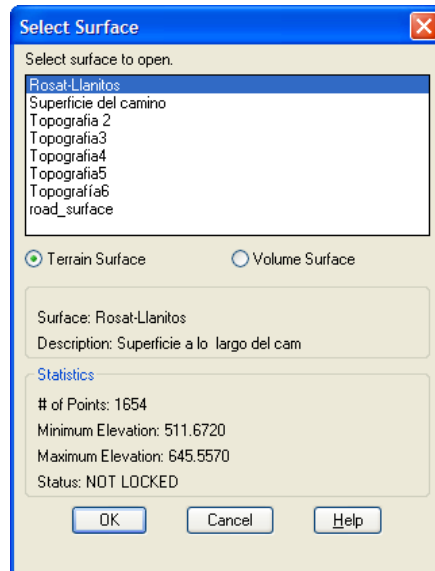 Select Surface
Select surface to open.
Rosat-Llanitos
Superficie del camino
Topografia 2
Topografia3
Topografia4
Topografia5
Topografía6
road_surface
Terrain Surface Volume Surface
Surface: Rosat-Llanitos
Description: Superficie a lo largo del cam
Statistics
# of Points: 1654
Minimum Elevation: 511.6720
Maximum Elevation: 645.5570
Status: NOT LOCKED
OK Cancel Help